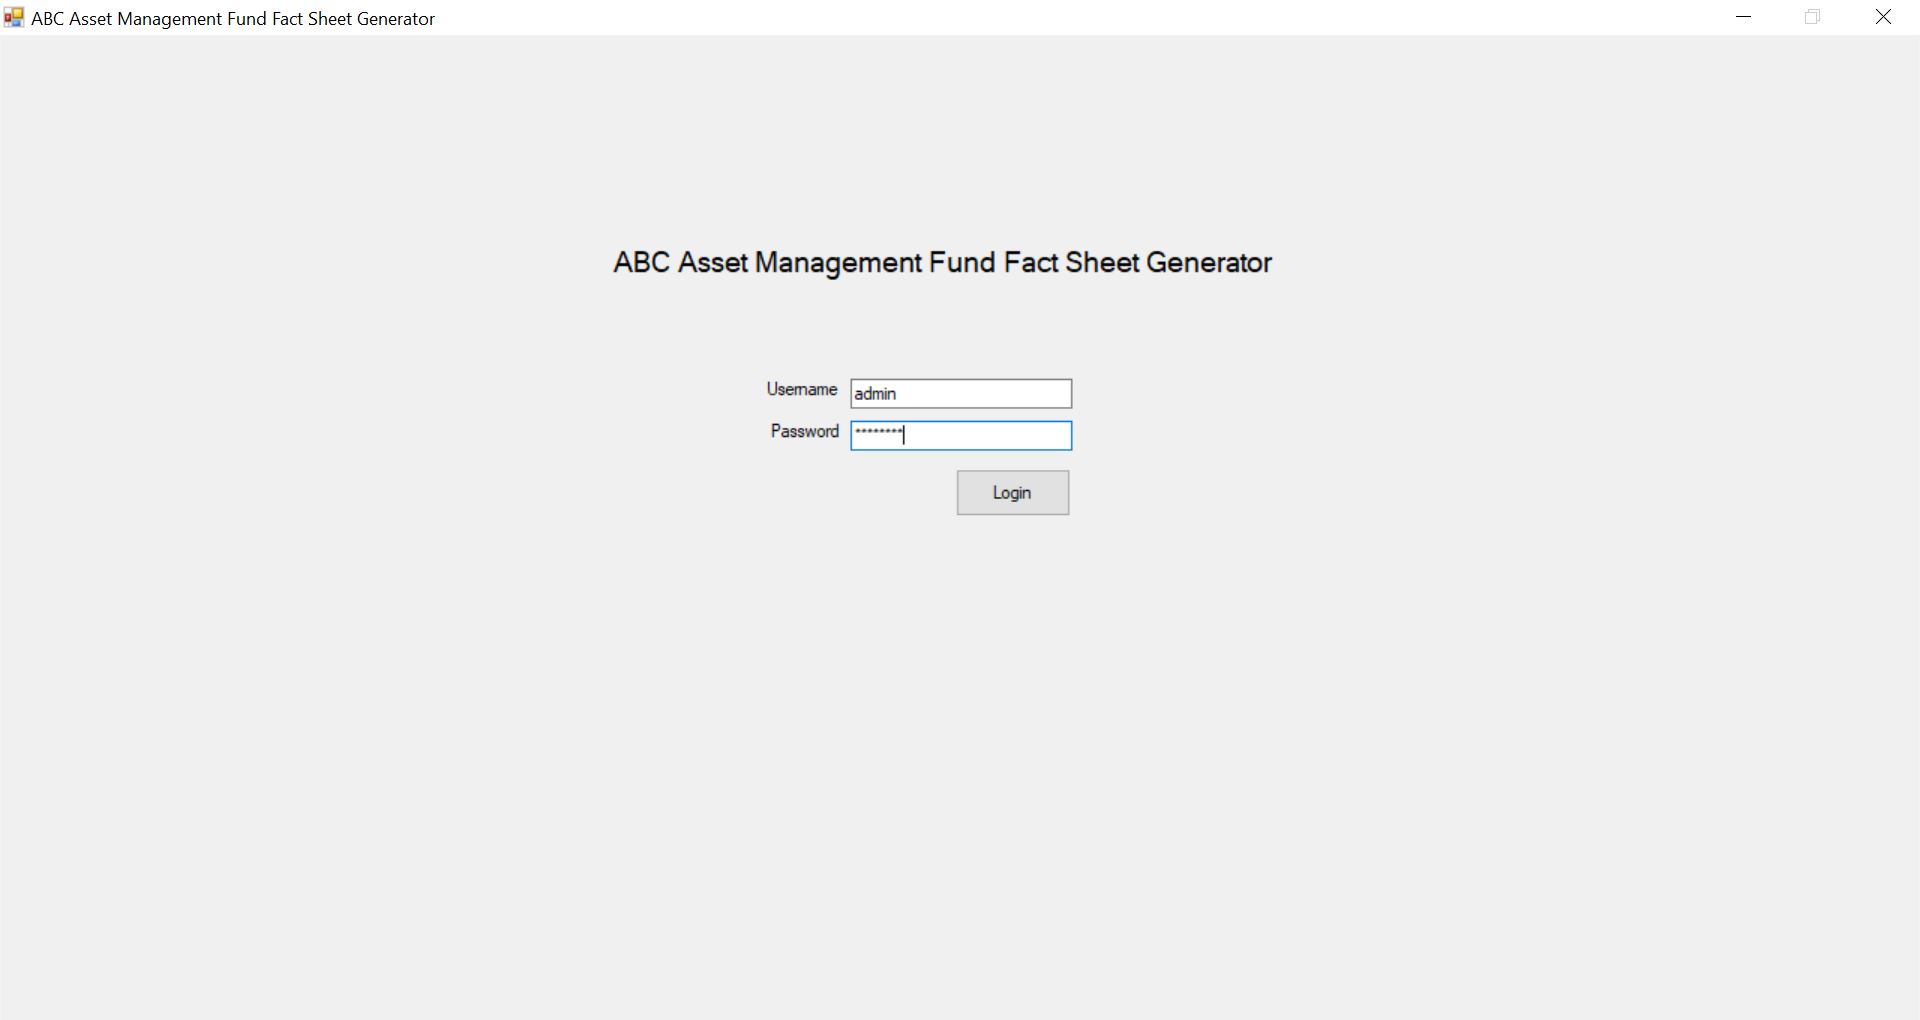 ABC Asset Management Fund Fact Sheet Generator
ABC Asset Management Fund Fact Sheet Generator
Username admin
Password ********
Login